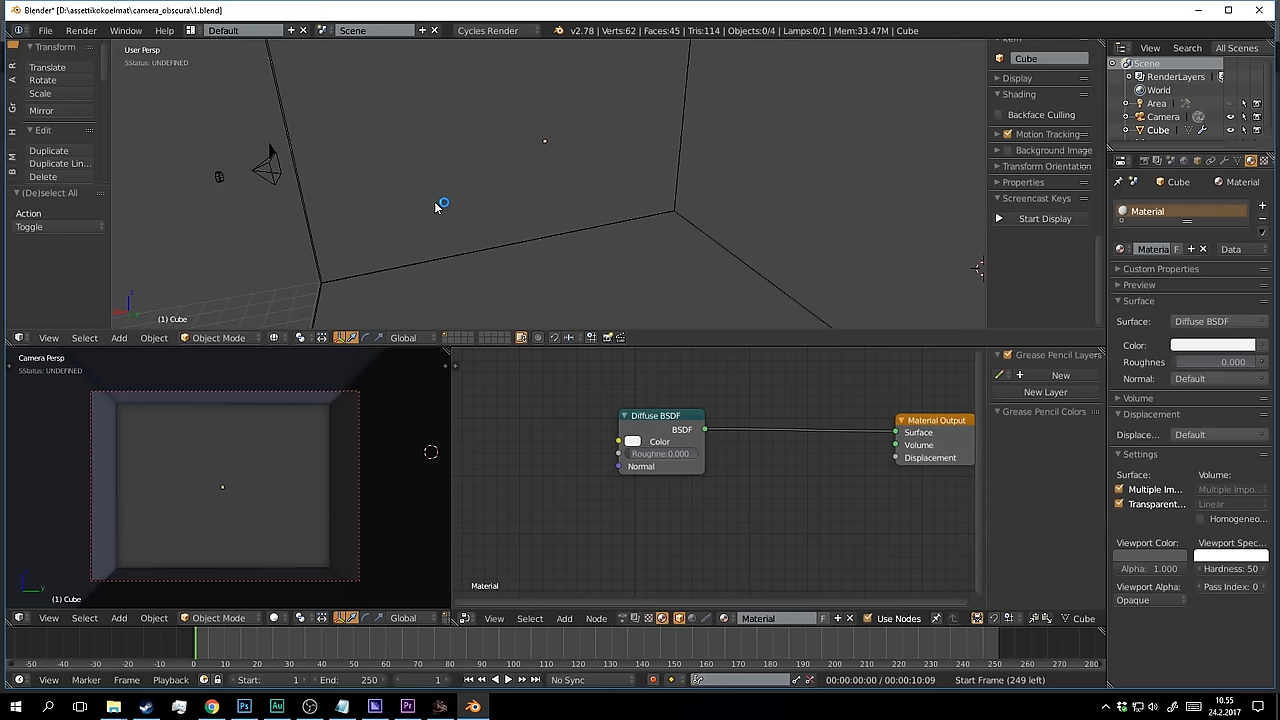 Blender* [D:\assettikokoelmat\camera_obscura\1.blend]
File Render Window Help Default Scene Cycles Render v2.78 | Verts:62 | Faces:45 | Tris:114 | Objects:0/4 | Lamps:0/1 | Mem:33.47M | Cube
View Search All Scenes
Transform
Translate
Rotate
Scale
Mirror
Edit
Duplicate
Duplicate Lin...
Delete
(De)select All
Action
Toggle
User Persp
SStatus: UNDEFINED
(1) Cube
Item
Cube
Display
Shading
Backface Culling
Motion Tracking
Background Image
Transform Orientation
Properties
Screencast Keys
Start Display
Scene
RenderLayers
World
Area
Camera
Cube
Cube Material
Material
Materia F Data
Custom Properties
Preview
Surface
Surface: Diffuse BSDF
Color:
Roughnes 0.000
Normal: Default
Volume
Displacement
Displace... Default
Settings
Surface: Volume:
Multiple Im... Multiple Impo...
Transparent... Linear
Homogeneo...
Viewport Color: Viewport Spec...
Alpha: 1.000 Hardness: 50
Viewport Alpha: Pass Index: 0
Opaque
View Select Add Object Object Mode Global
Camera Persp
SStatus: UNDEFINED
(1) Cube
Diffuse BSDF
BSDF
Color
Roughne:0.000
Normal
Material Output
Surface
Volume
Displacement
Material
Grease Pencil Layers
New
New Layer
Grease Pencil Colors
View Select Add Object Object Mode Global
View Select Add Node Material F Use Nodes Cube
-50 -40 -30 -20 -10 0 10 20 30 40 50 60 70 80 90 100 110 120 130 140 150 160 170 180 190 200 210 220 230 240 250 260 270 280
View Marker Frame Playback Start: 1 End: 250 1 No Sync 00:00:00:00 / 00:00:10:09 Start Frame (249 left)
10.55
24.2.2017